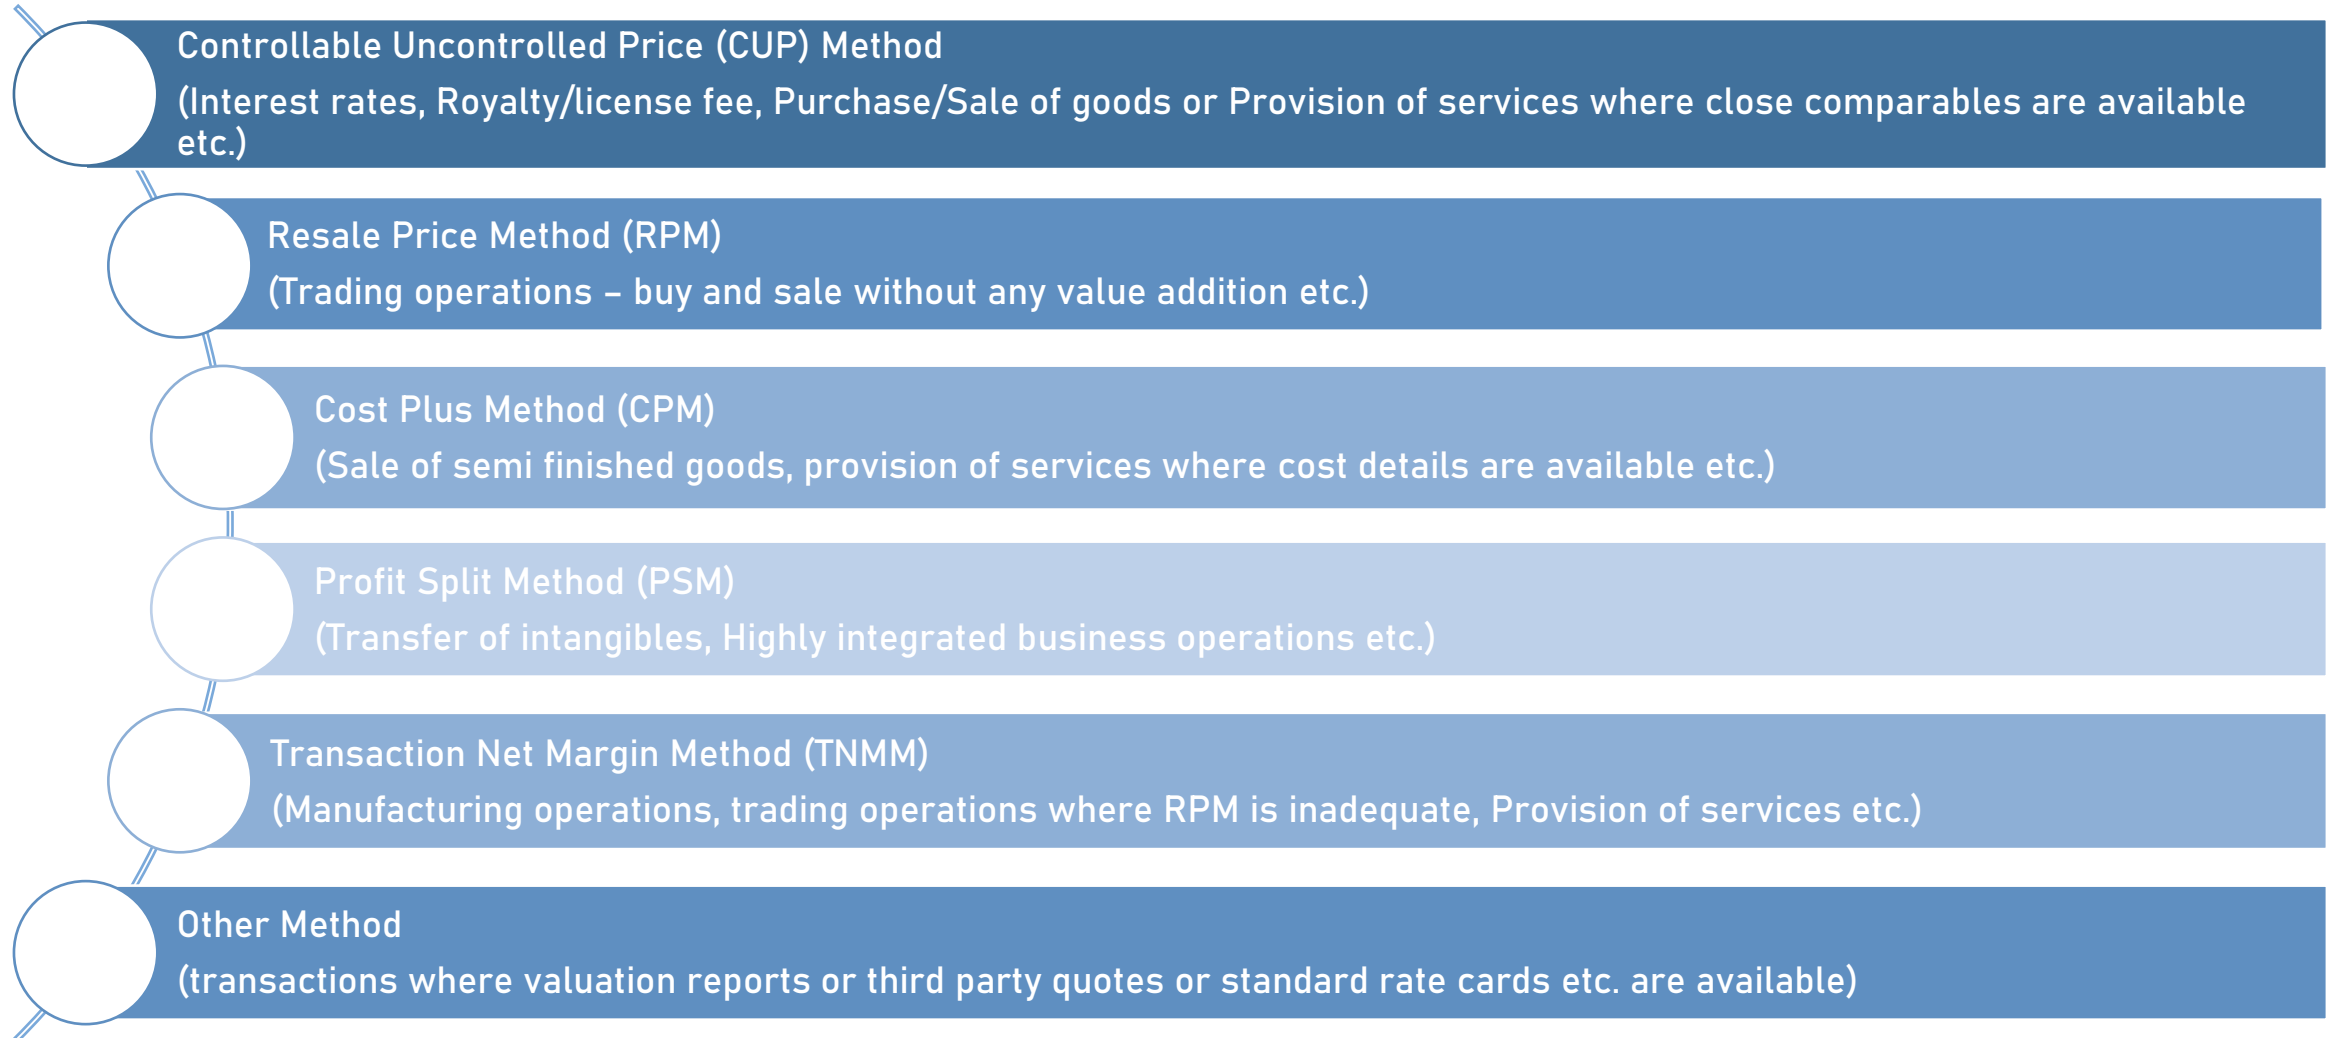 Controllable Uncontrolled Price (CUP) Method
(Interest rates, Royalty/license fee, Purchase/Sale of goods or Provision of services where close comparables are available
etc.)
Resale Price Method (RPM)
(Trading operations – buy and sale without any value addition etc.)
Cost Plus Method (CPM)
(Sale of semi finished goods, provision of services where cost details are available etc.)
Profit Split Method (PSM)
(Transfer of intangibles, Highly integrated business operations etc.)
Transaction Net Margin Method (TNMM)
(Manufacturing operations, trading operations where RPM is inadequate, Provision of services etc.)
Other Method
(transactions where valuation reports or third party quotes or standard rate cards etc. are available)